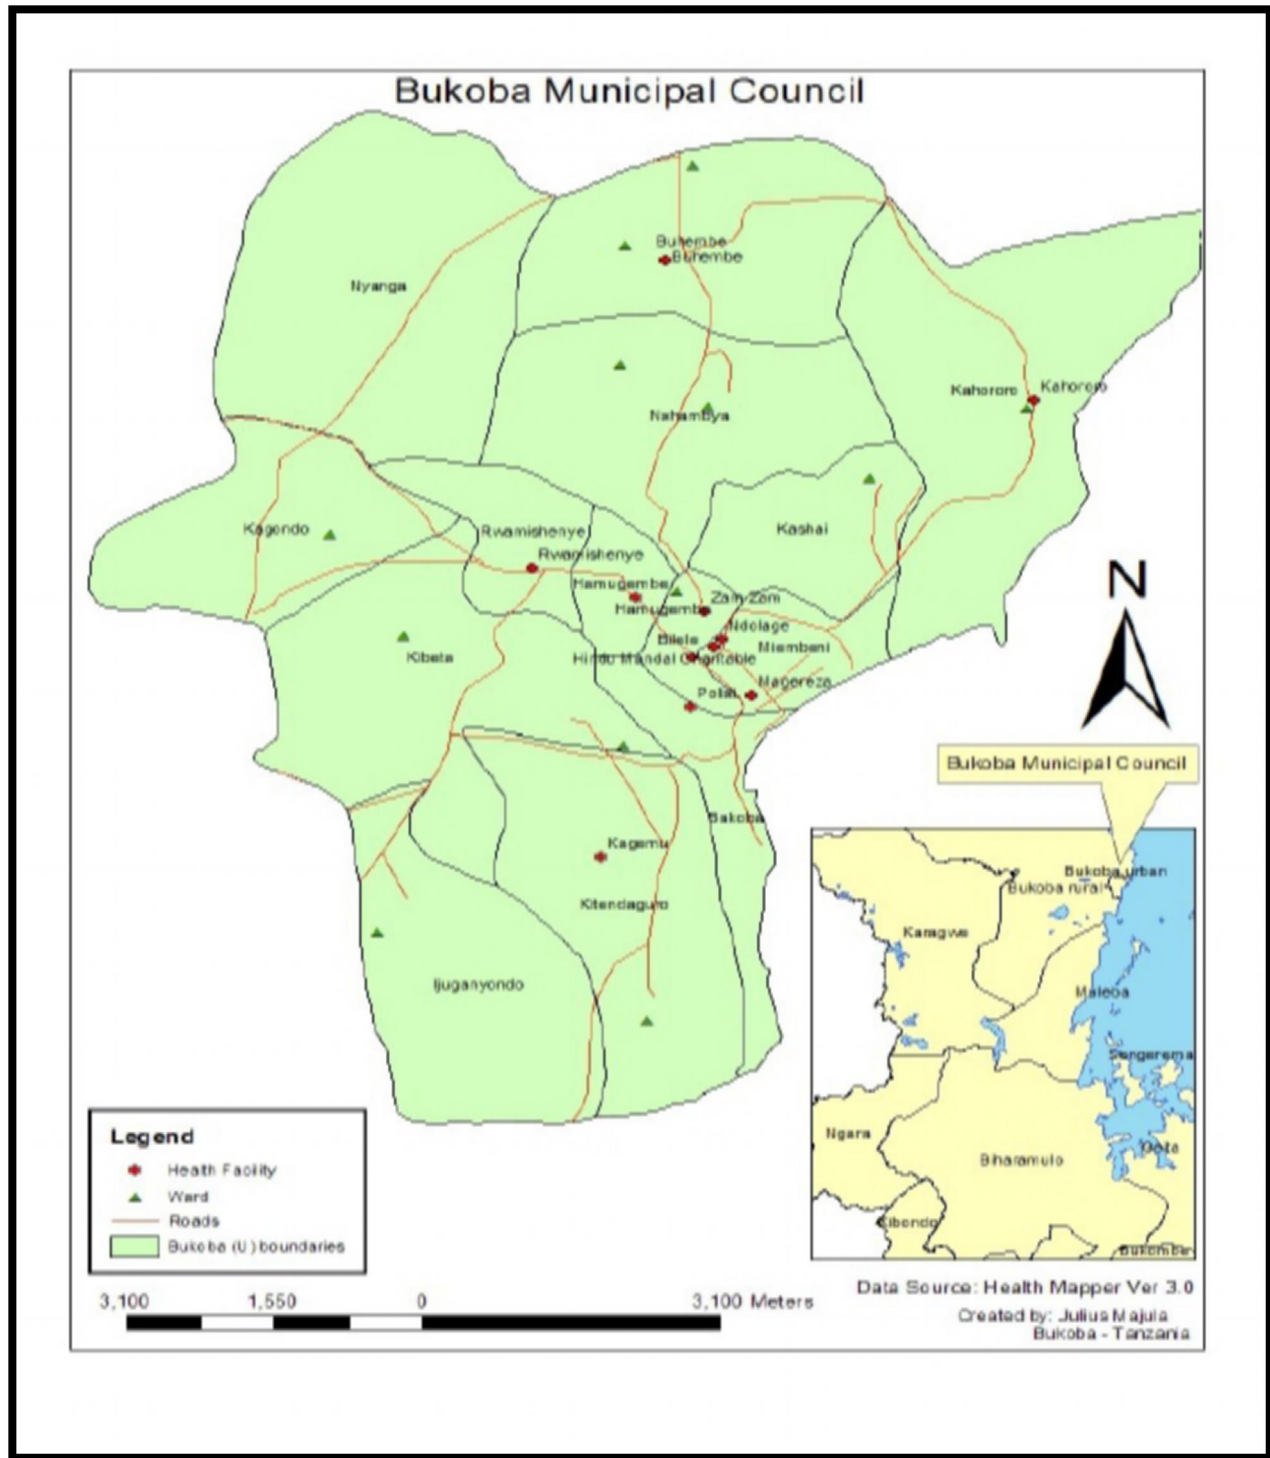 Bukoba Municipal Council
Buhembe
Buhembe
Nyanga
Kahororo
Kahororo
Nshambya
Kagondo
Rwamishenye
Kashai
Rwamishenye
Hamugembe
Zam Zam
Hamugembe
Ndolage
Bilele
Miembeni
Kibeta
Hindu Mandal Charitable
Magereza
Polisi
N
Bukoba Municipal Council
Bakoba
Kagemu
Kitendaguro
Ijuganyondo
Bukoba urban
Bukoba rural
Karagwe
Muleba
Sengerema
Ngara
Biharamulo
Geita
Kibondo
Legend
Heath Facility
Ward
Roads
Bukoba (U) boundaries
3,100 1,550 0 3,100 Meters
Data Source: Health Mapper Ver 3.0
Created by: Julius Majula
Bukoba - Tanzania